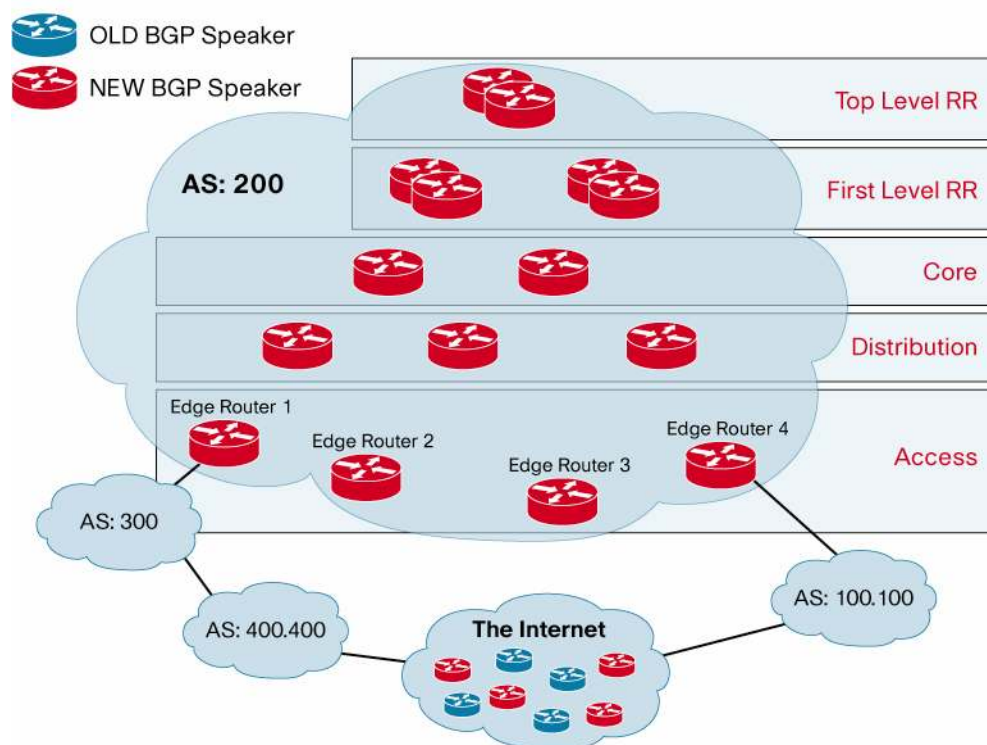 OLD BGP Speaker
NEW BGP Speaker
Top Level RR
AS: 200
First Level RR
Core
Distribution
Edge Router 1
Edge Router 2
Edge Router 3
Edge Router 4
Access
AS: 300
AS: 400.400
The Internet
AS: 100.100